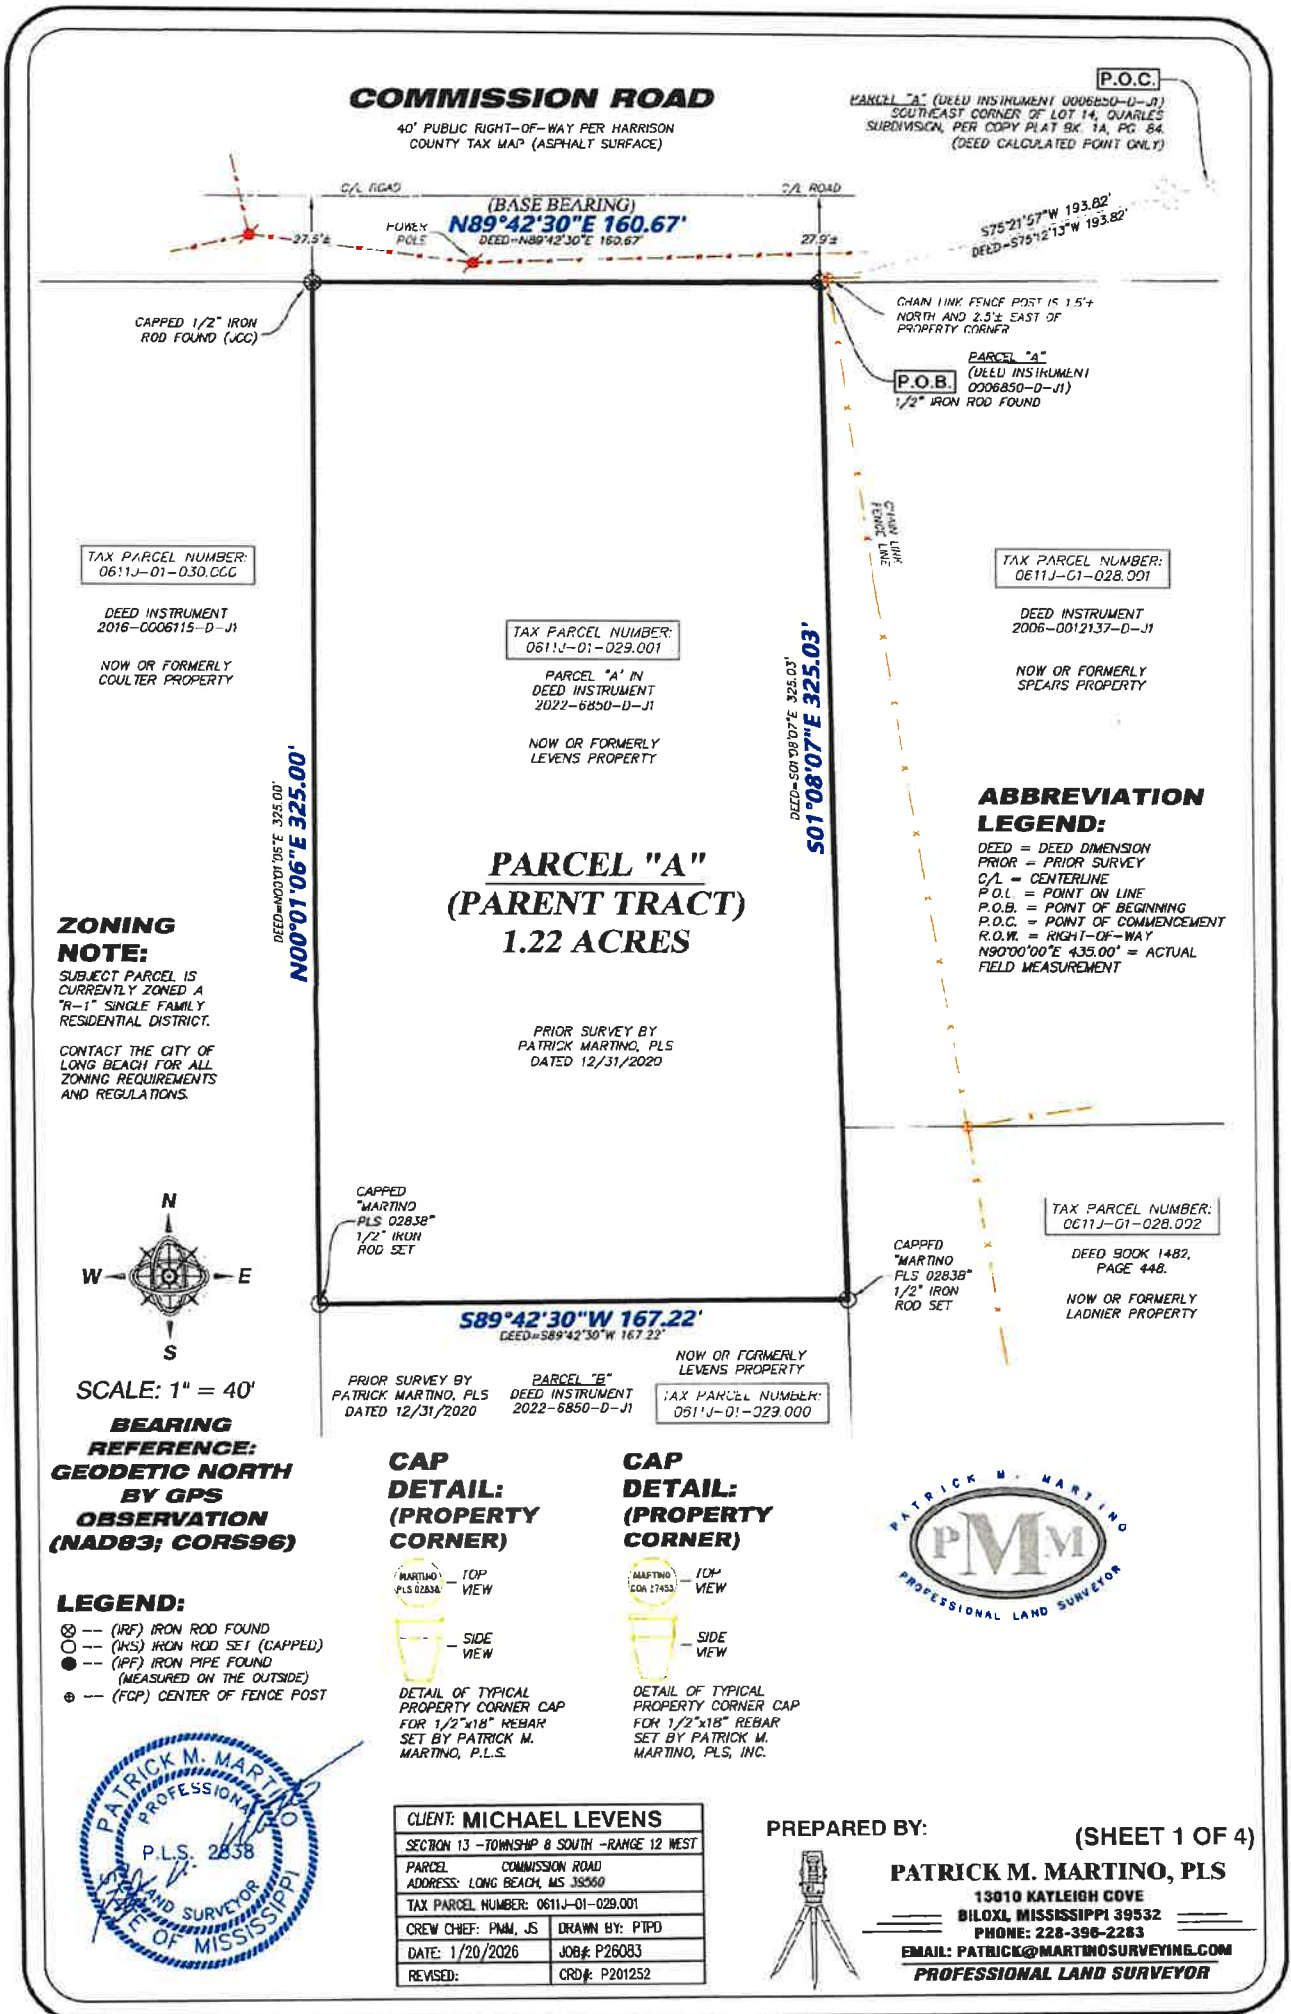 COMMISSION ROAD
40' PUBLIC RIGHT-OF-WAY PER HARRISON
COUNTY TAX MAP (ASPHALT SURFACE)
P.O.C.
PARCEL "A" (DEED INSTRUMENT 0006850-D-J1)
SOUTHEAST CORNER OF LOT 14, QUARLES
SUBDIVISION, PER COPY PLAT BK. 1A, PG. 84.
(DEED CALCULATED POINT ONLY)
C/L ROAD
C/L ROAD
(BASE BEARING)
N89°42'30"E 160.67'
DEED=N89°42'30"E 160.67'
POWER
POLE
27.5'±
27.9'±
S75°21'57"W 193.82'
DEED=S75°12'13"W 193.82'
CAPPED 1/2" IRON
ROD FOUND (JCC)
CHAIN LINK FENCE POST IS 1.5'±
NORTH AND 2.5'± EAST OF
PROPERTY CORNER
P.O.B.
PARCEL "A"
(DEED INSTRUMENT
0006850-D-J1)
1/2" IRON ROD FOUND
CHAIN LINK
FENCE LINE
TAX PARCEL NUMBER:
0611J-01-030.000
DEED INSTRUMENT
2016-0006115-D-J1
NOW OR FORMERLY
COULTER PROPERTY
TAX PARCEL NUMBER:
0611J-01-029.001
PARCEL "A" IN
DEED INSTRUMENT
2022-6850-D-J1
NOW OR FORMERLY
LEVENS PROPERTY
TAX PARCEL NUMBER:
0611J-01-028.001
DEED INSTRUMENT
2006-0012137-D-J1
NOW OR FORMERLY
SPEARS PROPERTY
DEED=N00°01'06"E 325.00'
N00°01'06"E 325.00'
DEED=S01°08'07"E 325.03'
S01°08'07"E 325.03'
PARCEL "A"
(PARENT TRACT)
1.22 ACRES
PRIOR SURVEY BY
PATRICK MARTINO, PLS
DATED 12/31/2020
ABBREVIATION
LEGEND:
DEED = DEED DIMENSION
PRIOR = PRIOR SURVEY
C/L = CENTERLINE
P.O.L. = POINT ON LINE
P.O.B. = POINT OF BEGINNING
P.O.C. = POINT OF COMMENCEMENT
R.O.W. = RIGHT-OF-WAY
N90°00'00"E 435.00' = ACTUAL
FIELD MEASUREMENT
ZONING
NOTE:
SUBJECT PARCEL IS
CURRENTLY ZONED A
"R-1" SINGLE FAMILY
RESIDENTIAL DISTRICT.
CONTACT THE CITY OF
LONG BEACH FOR ALL
ZONING REQUIREMENTS
AND REGULATIONS.
N
W
E
S
CAPPED
"MARTINO
PLS 02838"
1/2" IRON
ROD SET
CAPPED
"MARTINO
PLS 02838"
1/2" IRON
ROD SET
TAX PARCEL NUMBER:
0611J-01-028.002
DEED BOOK 1482,
PAGE 448.
NOW OR FORMERLY
LADNIER PROPERTY
S89°42'30"W 167.22'
DEED=S89°42'30"W 167.22'
PRIOR SURVEY BY
PATRICK MARTINO, PLS
DATED 12/31/2020
PARCEL "B"
DEED INSTRUMENT
2022-6850-D-J1
NOW OR FORMERLY
LEVENS PROPERTY
TAX PARCEL NUMBER:
0611J-01-029.000
SCALE: 1" = 40'
BEARING
REFERENCE:
GEODETIC NORTH
BY GPS
OBSERVATION
(NAD83; CORS96)
LEGEND:
-- (IRF) IRON ROD FOUND
-- (IRS) IRON ROD SET (CAPPED)
-- (IPF) IRON PIPE FOUND
(MEASURED ON THE OUTSIDE)
-- (FCP) CENTER OF FENCE POST
CAP
DETAIL:
(PROPERTY
CORNER)
MARTINO
PLS 02838
TOP
VIEW
SIDE
VIEW
DETAIL OF TYPICAL
PROPERTY CORNER CAP
FOR 1/2"x18" REBAR
SET BY PATRICK M.
MARTINO, P.L.S.
CAP
DETAIL:
(PROPERTY
CORNER)
MARTINO
COA 27453
TOP
VIEW
SIDE
VIEW
DETAIL OF TYPICAL
PROPERTY CORNER CAP
FOR 1/2"x18" REBAR
SET BY PATRICK M.
MARTINO, PLS, INC.
PATRICK M. MARTINO
PMM
PROFESSIONAL LAND SURVEYOR
PATRICK M. MARTINO
PROFESSIONAL
P.L.S. 2838
LAND SURVEYOR
STATE OF MISSISSIPPI
CLIENT: MICHAEL LEVENS
SECTION 13 -TOWNSHIP 8 SOUTH -RANGE 12 WEST
PARCEL COMMISSION ROAD
ADDRESS: LONG BEACH, MS 39560
TAX PARCEL NUMBER: 0611J-01-029.001
CREW CHIEF: PMM, JS DRAWN BY: PTPD
DATE: 1/20/2026 JOB#: P26083
REVISED: CRD#: P201252
PREPARED BY:
(SHEET 1 OF 4)
PATRICK M. MARTINO, PLS
13010 KAYLEIGH COVE
BILOXI, MISSISSIPPI 39532
PHONE: 228-396-2283
EMAIL: PATRICK@MARTINOSURVEYING.COM
PROFESSIONAL LAND SURVEYOR